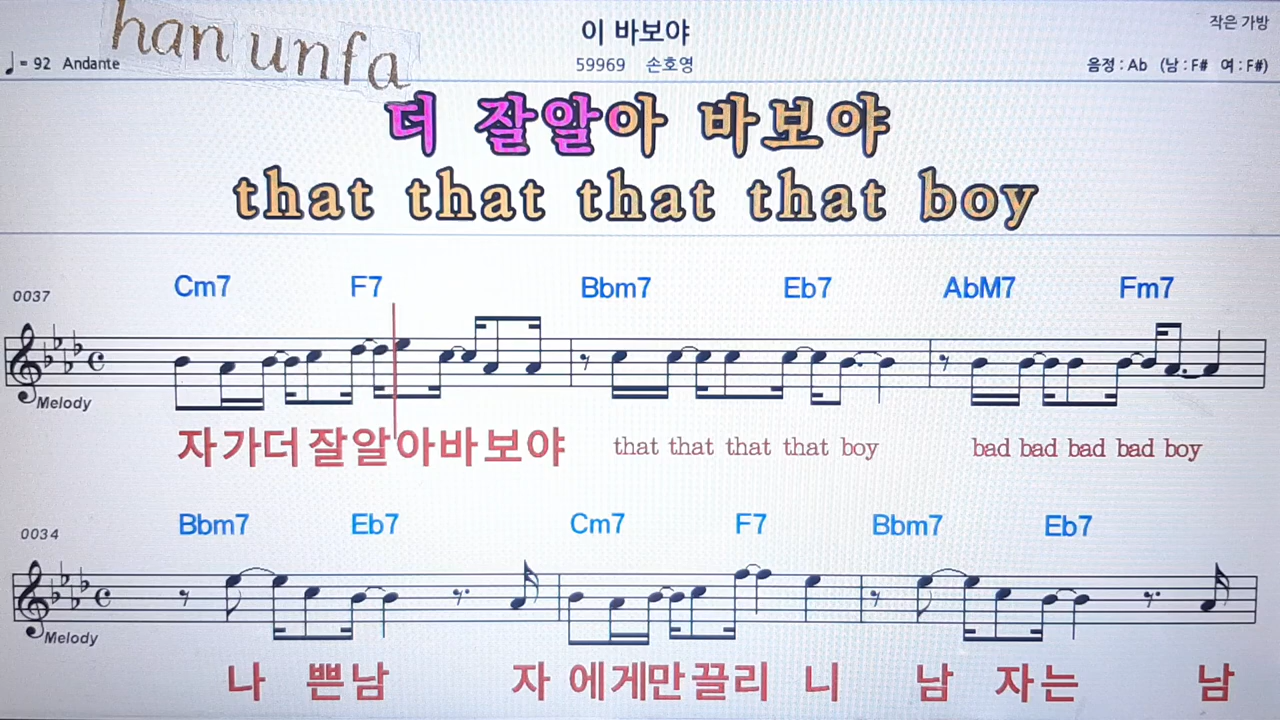 han unfa
이 바보야
작은 가방
♩= 92 Andante
59969 손호영
음정 : Ab (남 : F# 여 : F#)
더 잘알아 바보야
that that that that boy
Cm7 F7 Bbm7 Eb7 AbM7 Fm7
0037
Melody
자가더잘알아바보야 that that that that boy bad bad bad bad boy
Bbm7 Eb7 Cm7 F7 Bbm7 Eb7
0034
Melody
나 쁜남 자 에게만끌리 니 남 자는 남